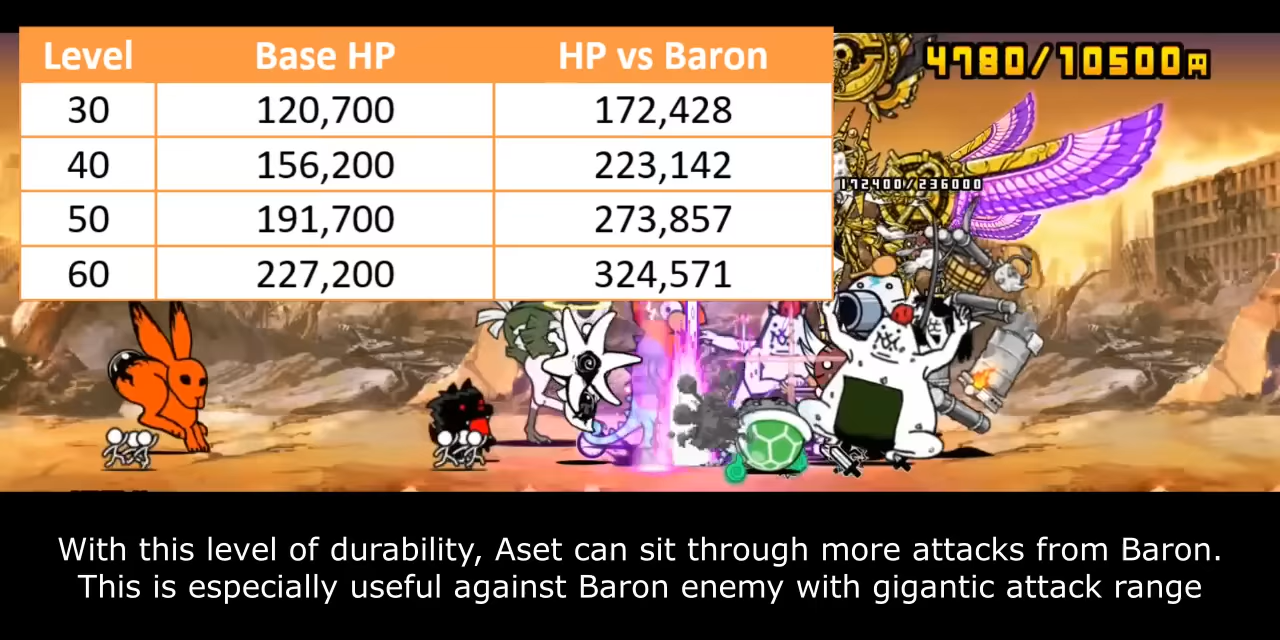 Level Base HP HP vs Baron
4780/10500円
30 120,700 172,428
40 156,200 223,142
172400/236000
50 191,700 273,857
60 227,200 324,571
With this level of durability, Aset can sit through more attacks from Baron.
This is especially useful against Baron enemy with gigantic attack range